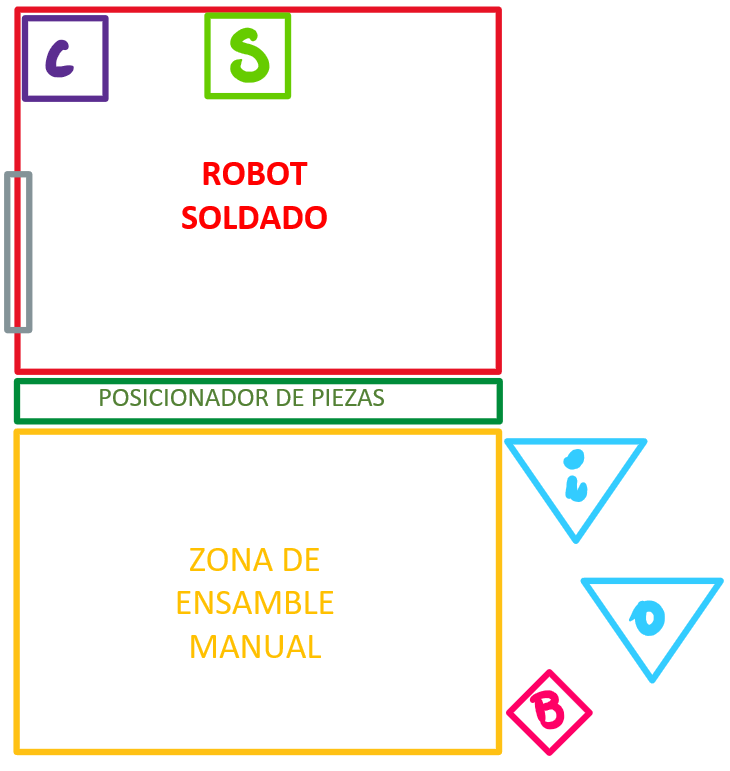 C
S
ROBOT
SOLDADO
POSICIONADOR DE PIEZAS
i
ZONA DE
ENSAMBLE
MANUAL
O
B